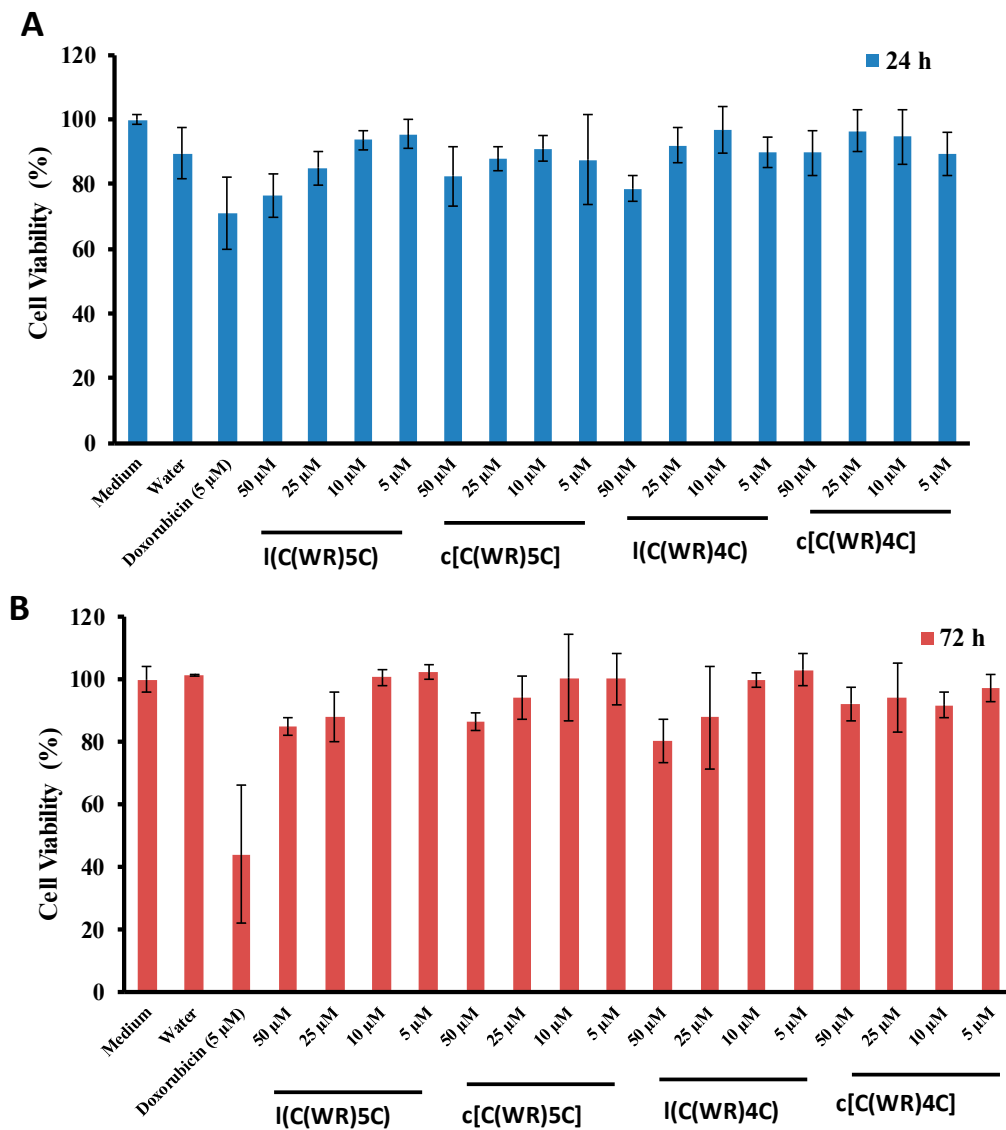 A
120
24 h
100
80
60
40
20
0
Cell Viability (%)
Medium
Water
Doxorubicin (5 µM)
50 µM
25 µM
10 µM
5 µM
50 µM
25 µM
10 µM
5 µM
50 µM
25 µM
10 µM
5 µM
50 µM
25 µM
10 µM
5 µM
l(C(WR)5C)
c[C(WR)5C]
l(C(WR)4C)
c[C(WR)4C]
B
120
72 h
100
80
60
40
20
0
Cell Viability (%)
Medium
Water
Doxorubicin (5 µM)
50 µM
25 µM
10 µM
5 µM
50 µM
25 µM
10 µM
5 µM
50 µM
25 µM
10 µM
5 µM
50 µM
25 µM
10 µM
5 µM
l(C(WR)5C)
c[C(WR)5C]
l(C(WR)4C)
c[C(WR)4C]